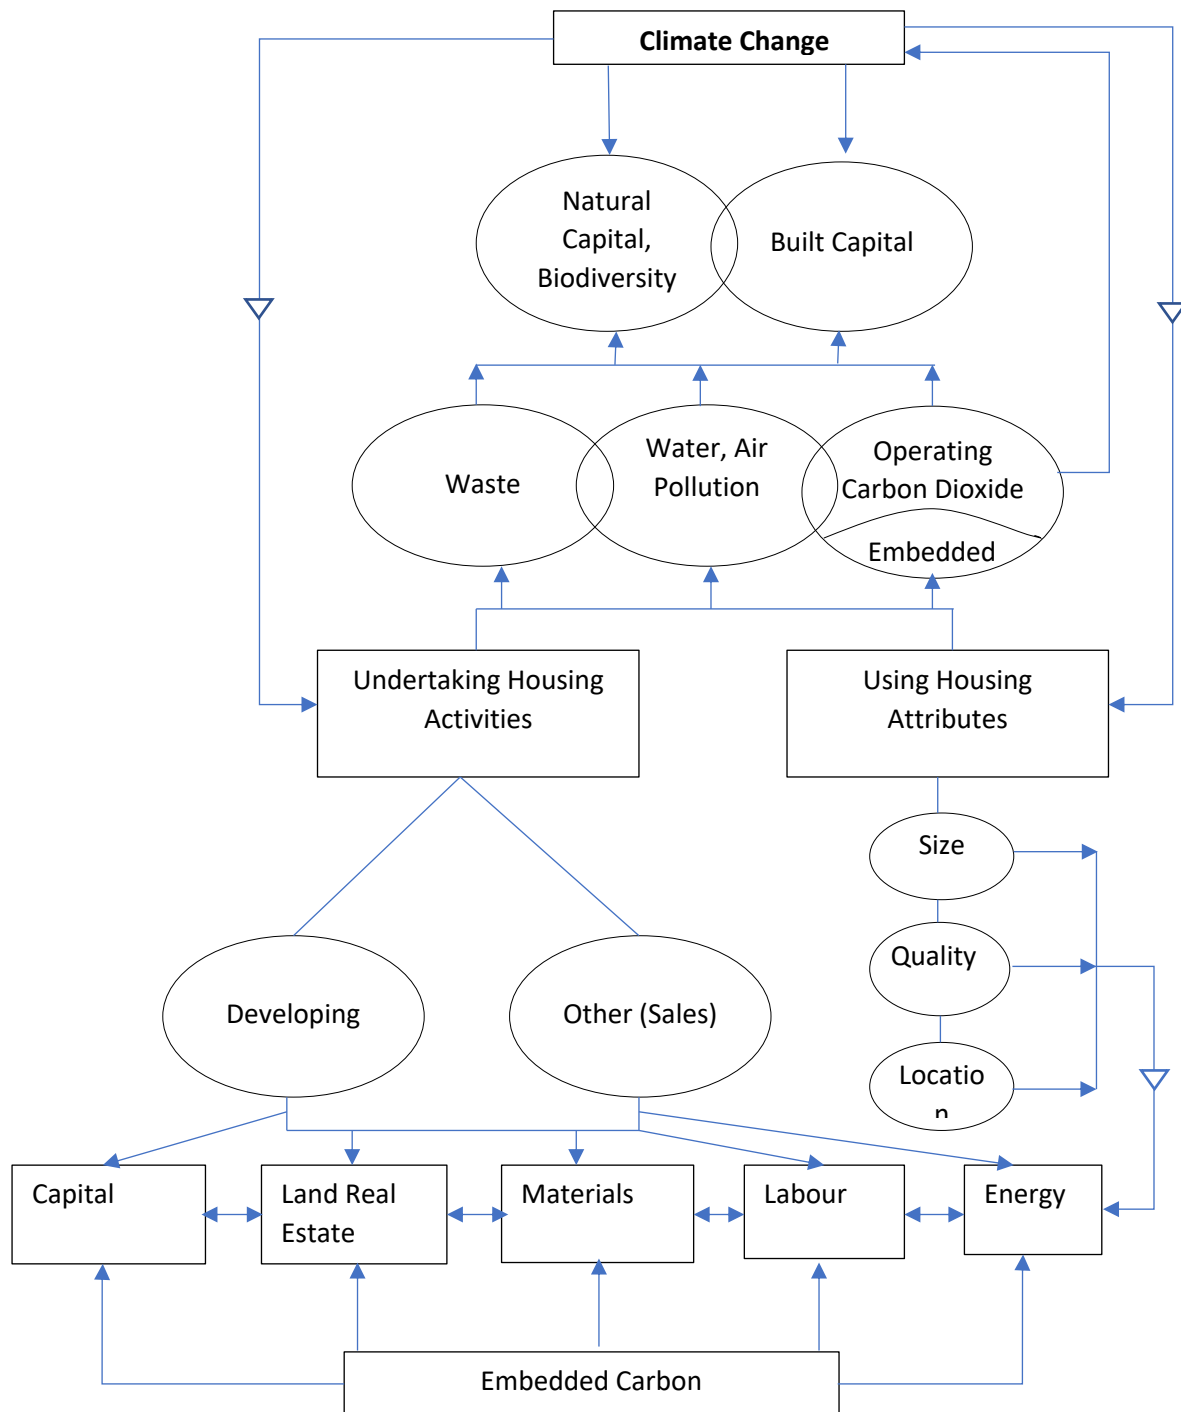 Climate Change
Natural
Capital,
Biodiversity
Built Capital
Waste
Water, Air
Pollution
Operating
Carbon Dioxide
Embedded
Undertaking Housing
Activities
Using Housing
Attributes
Size
Quality
Locatio
n
Developing
Other (Sales)
Capital
Land Real
Estate
Materials
Labour
Energy
Embedded Carbon